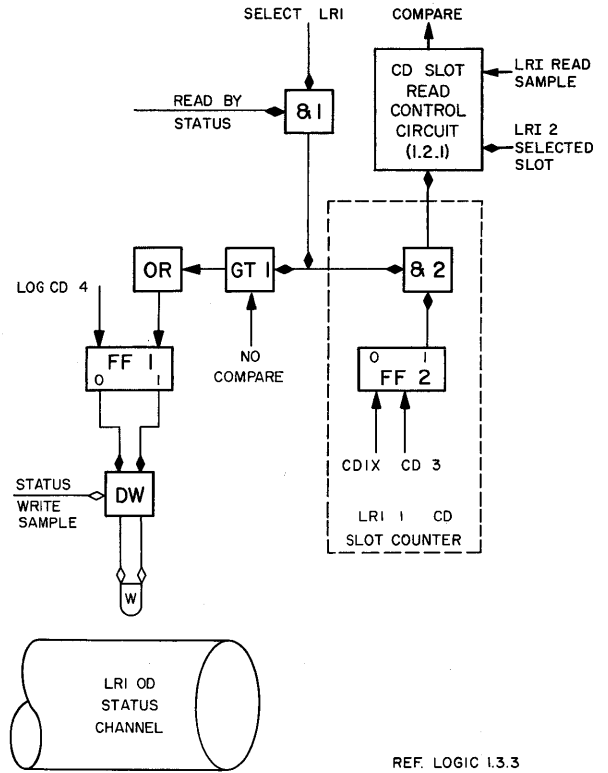 SELECT LRI
COMPARE
CD SLOT
READ
CONTROL
CIRCUIT
(1.2.1)
LRI READ
SAMPLE
LRI 2
SELECTED
SLOT
READ BY
STATUS
& 1
OR
GT 1
& 2
LOG CD 4
FF 1
0 1
NO
COMPARE
0 1
FF 2
CD1X CD 3
LRI 1 CD
SLOT COUNTER
STATUS
WRITE
SAMPLE
DW
W
LRI OD
STATUS
CHANNEL
REF. LOGIC 1.3.3